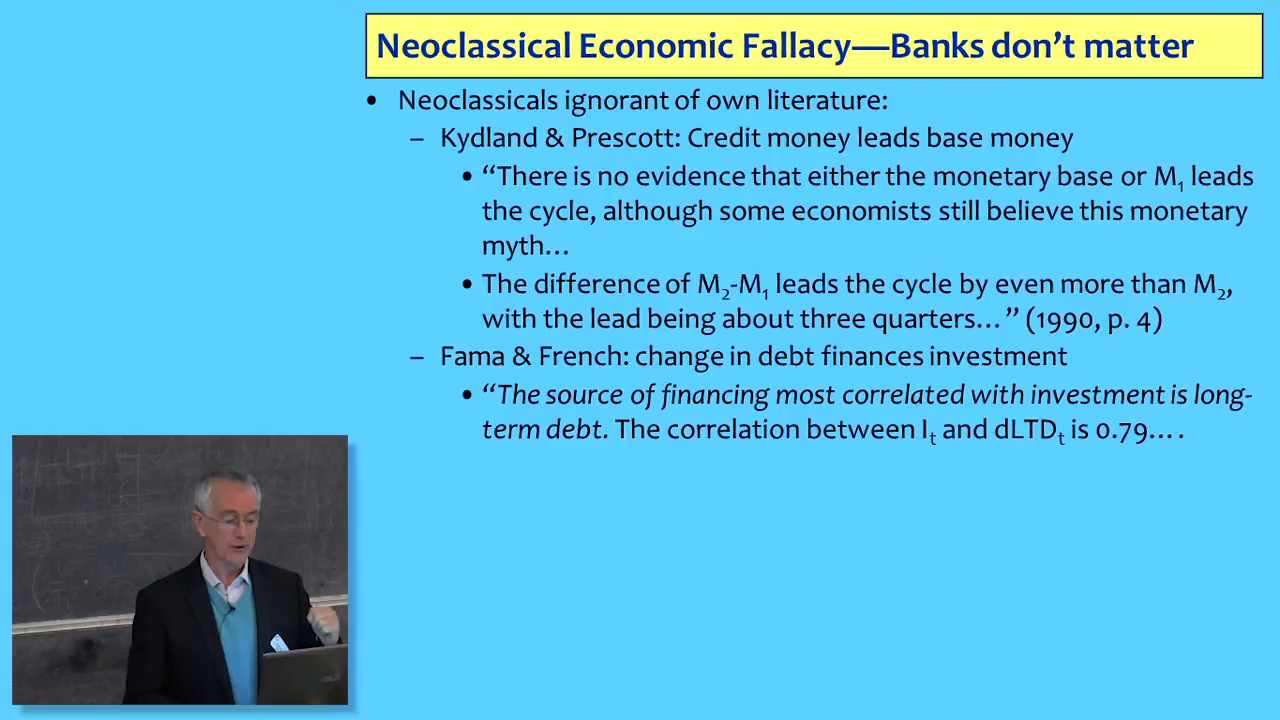 Neoclassical Economic Fallacy—Banks don't matter
• Neoclassicals ignorant of own literature:
– Kydland & Prescott: Credit money leads base money
• “There is no evidence that either the monetary base or M1 leads
the cycle, although some economists still believe this monetary
myth…
• The difference of M2-M1 leads the cycle by even more than M2,
with the lead being about three quarters…” (1990, p. 4)
– Fama & French: change in debt finances investment
• “The source of financing most correlated with investment is long-
term debt. The correlation between It and dLTDt is 0.79….